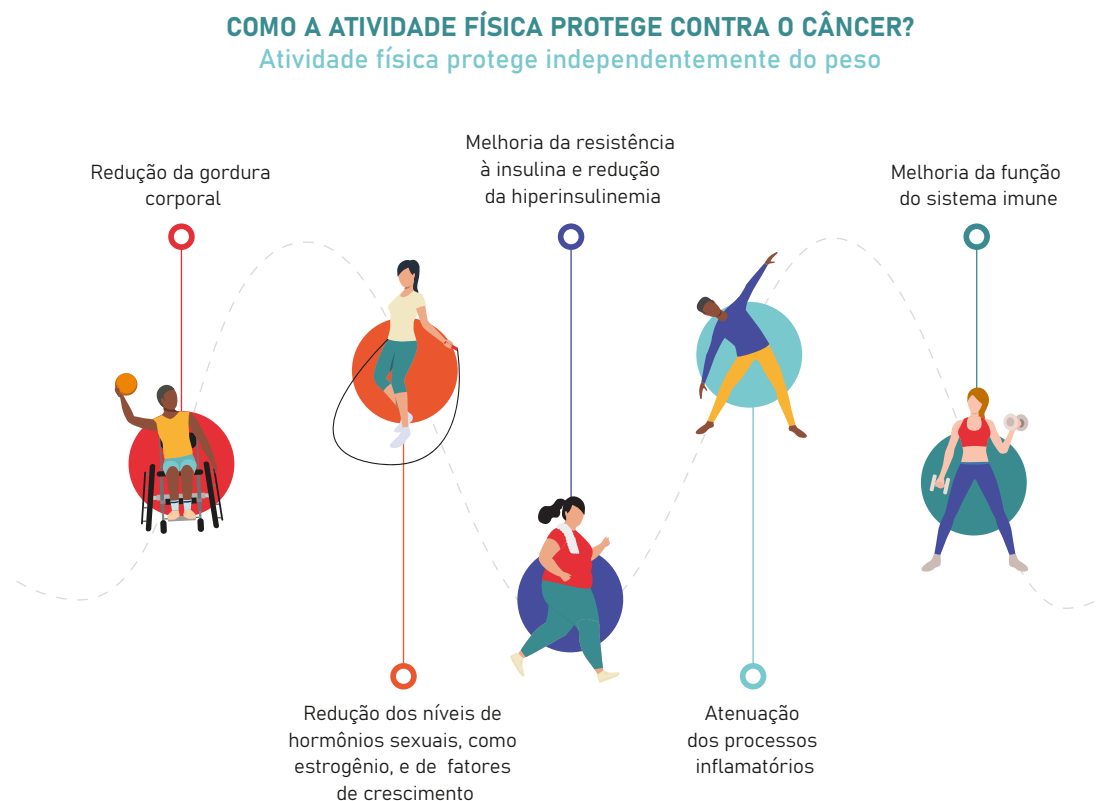 COMO A ATIVIDADE FÍSICA PROTEGE CONTRA O CÂNCER?
Atividade física protege independentemente do peso
Redução da gordura
corporal
Redução dos níveis de
hormônios sexuais, como
estrogênio, e de fatores
de crescimento
Melhoria da resistência
à insulina e redução
da hiperinsulinemia
Atenuação
dos processos
inflamatórios
Melhoria da função
do sistema imune